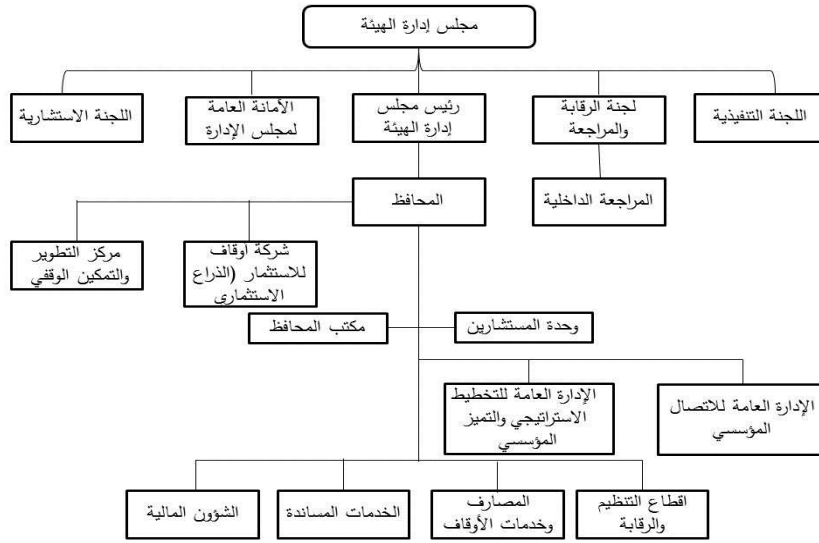 مجلس إدارة الهيئة
اللجنة التنفيذية
لجنة الرقابة
والمراجعة
رئيس مجلس
إدارة الهيئة
الأمانة العامة
لمجلس الإدارة
اللجنة الاستشارية
المراجعة الداخلية
المحافظ
شركة اوقاف
للاستثمار (الذراع
الاستثماري
مركز التطوير
والتمكين الوقفي
وحدة المستشارين
مكتب المحافظ
الإدارة العامة للاتصال
المؤسسي
الإدارة العامة للتخطيط
الاستراتيجي والتميز
المؤسسي
اقطاع التنظيم
والرقابة
المصارف
وخدمات الأوقاف
الخدمات المساندة
الشؤون المالية